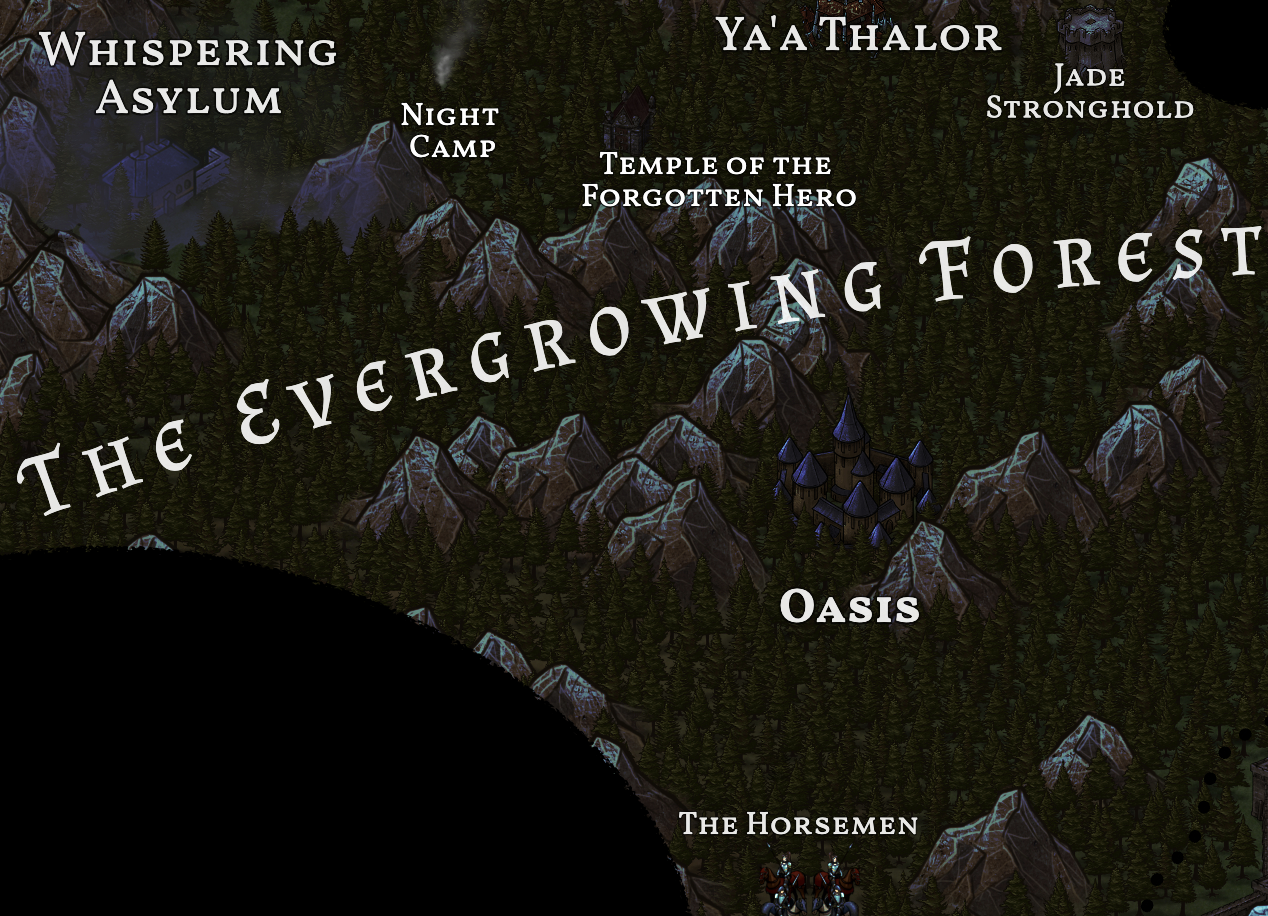 Whispering
Asylum
Night
Camp
Ya'a Thalor
Jade
Stronghold
Temple of the
Forgotten Hero
The Evergrowing Forest
Oasis
The Horsemen